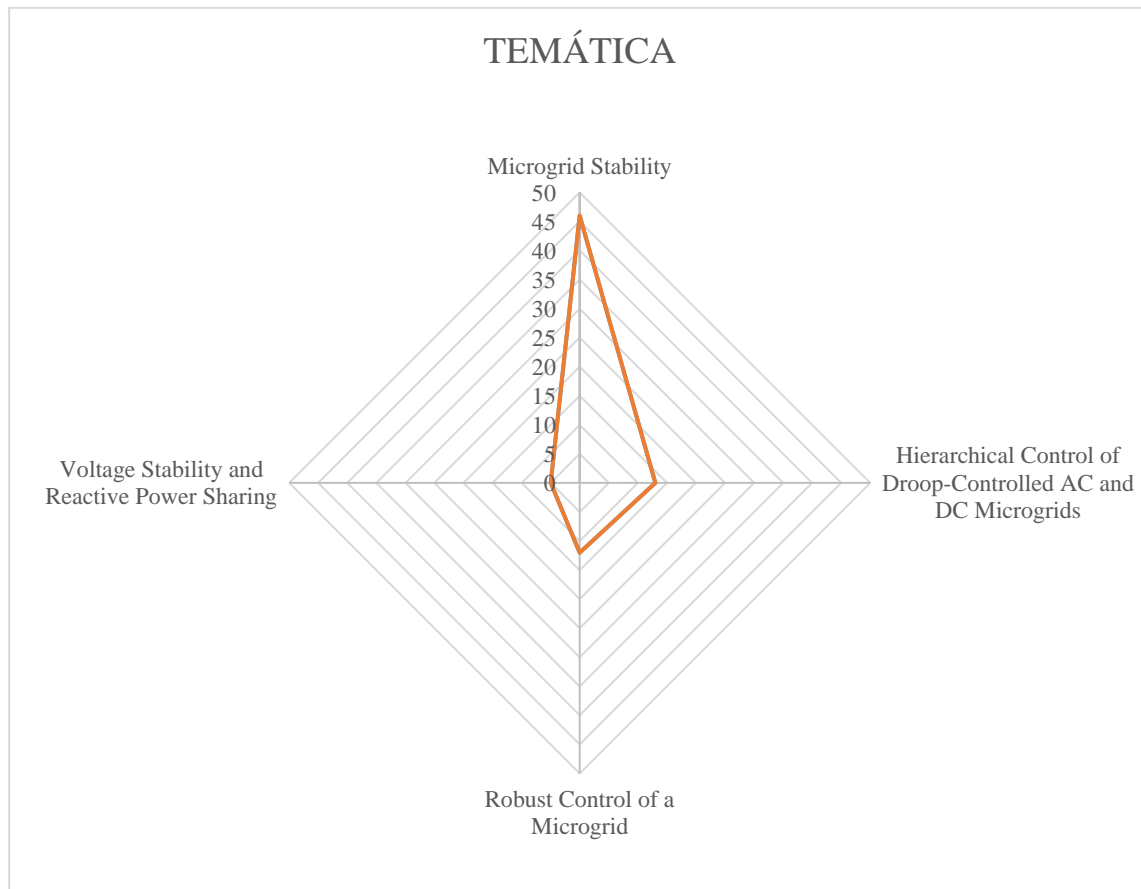 TEMÁTICA
Microgrid Stability
50
45
40
35
30
25
20
15
10
5
0
Voltage Stability and
Reactive Power Sharing
Hierarchical Control of
Droop-Controlled AC and
DC Microgrids
Robust Control of a
Microgrid